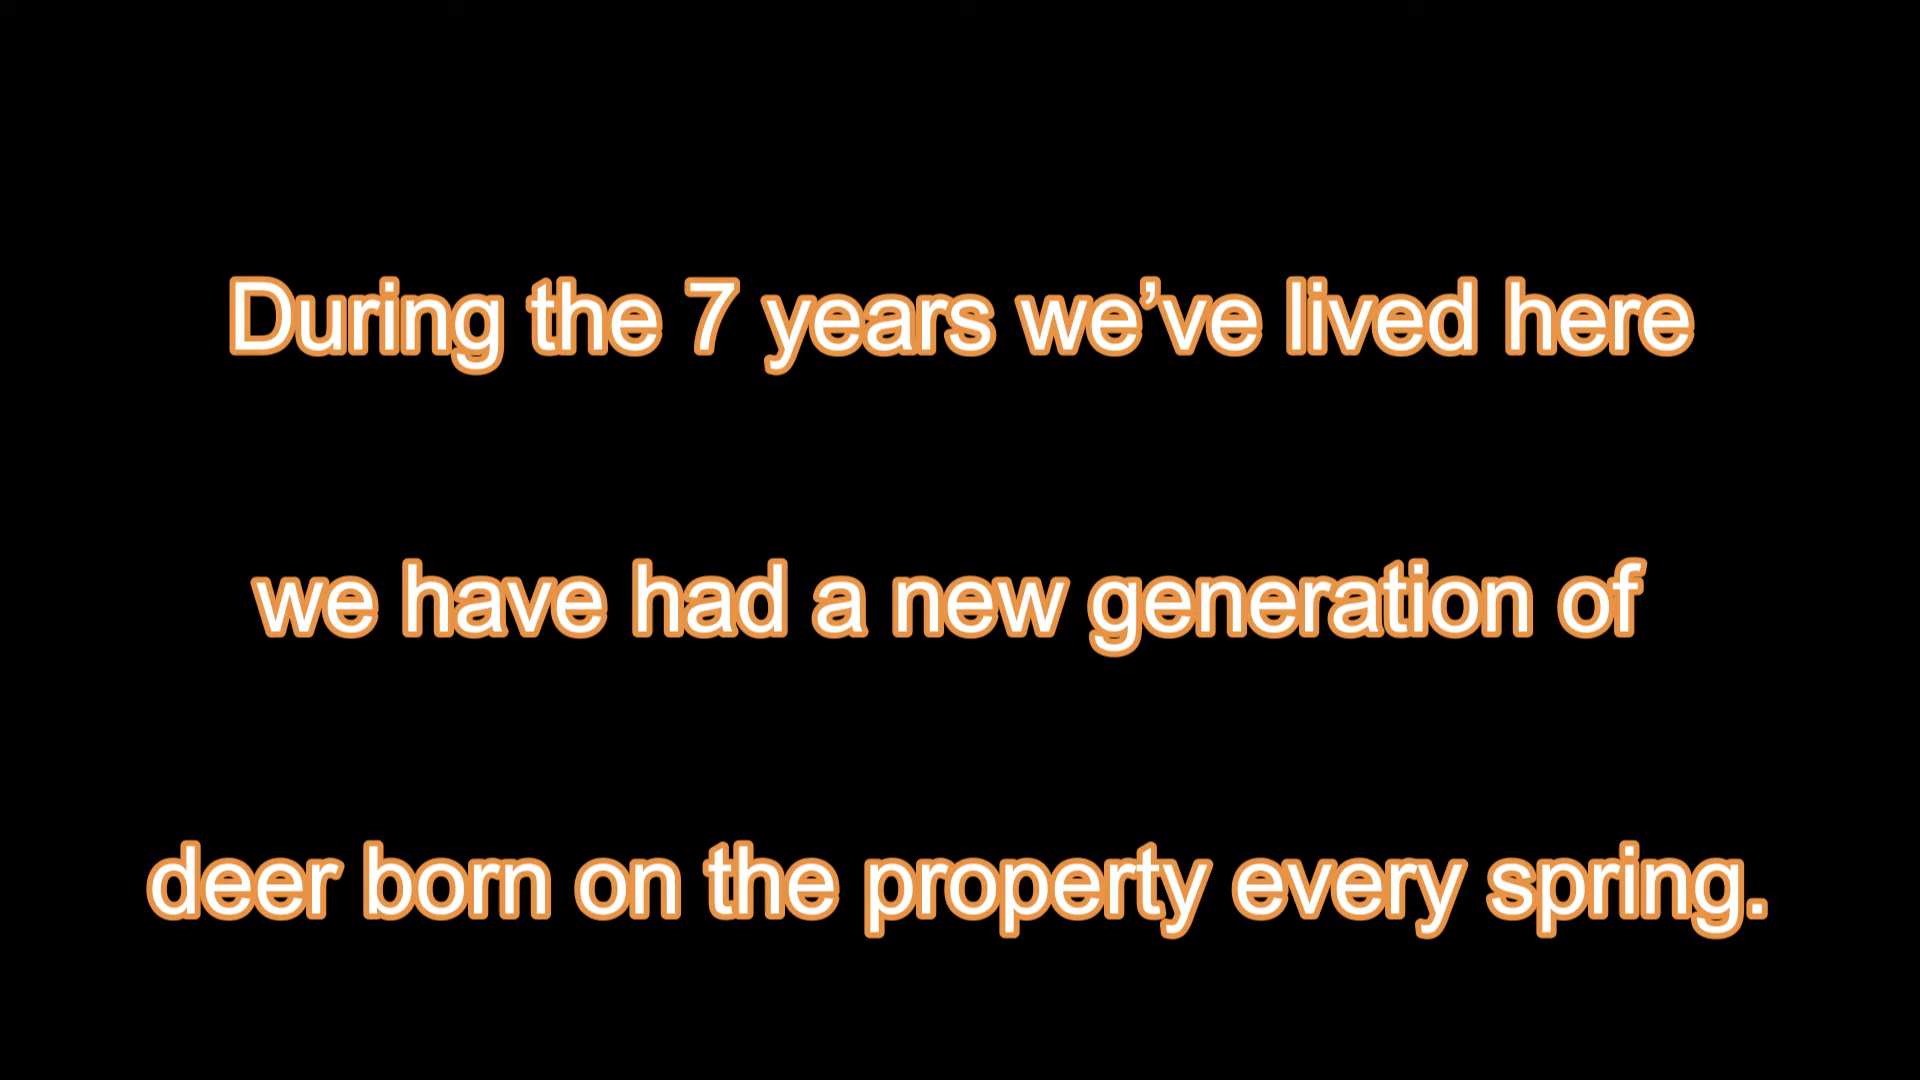 During the 7 years we’ve lived here
we have had a new generation of
deer born on the property every spring.